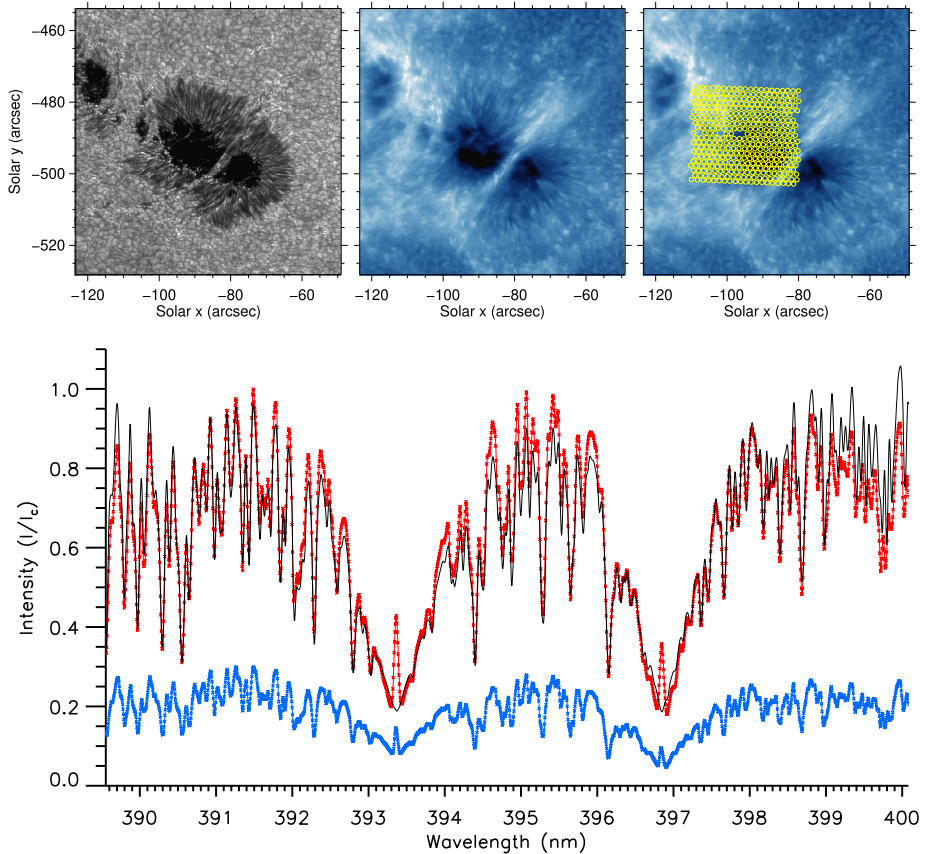 −460
−480
−500
−520
Solar y (arcsec)
−120 −100 −80 −60 −120 −100 −80 −60 −120 −100 −80 −60
Solar x (arcsec) Solar x (arcsec) Solar x (arcsec)
1.0
0.8
0.6
0.4
0.2
0.0
Intensity (I/Ic)
390 391 392 393 394 395 396 397 398 399 400
Wavelength (nm)